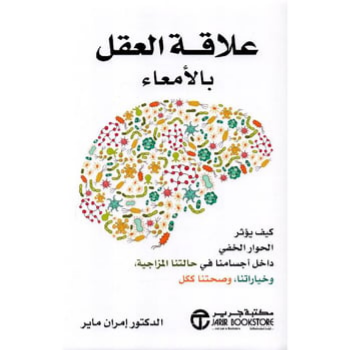 علاقة العقل
بالأمعاء
كيف يؤثر
الحوار الخفي
داخل أجسامنا في حالتنا المزاجية،
وخياراتنا، وصحتنا ككل
الدكتور إمران ماير
مكتبة جرير
JARIR BOOKSTORE